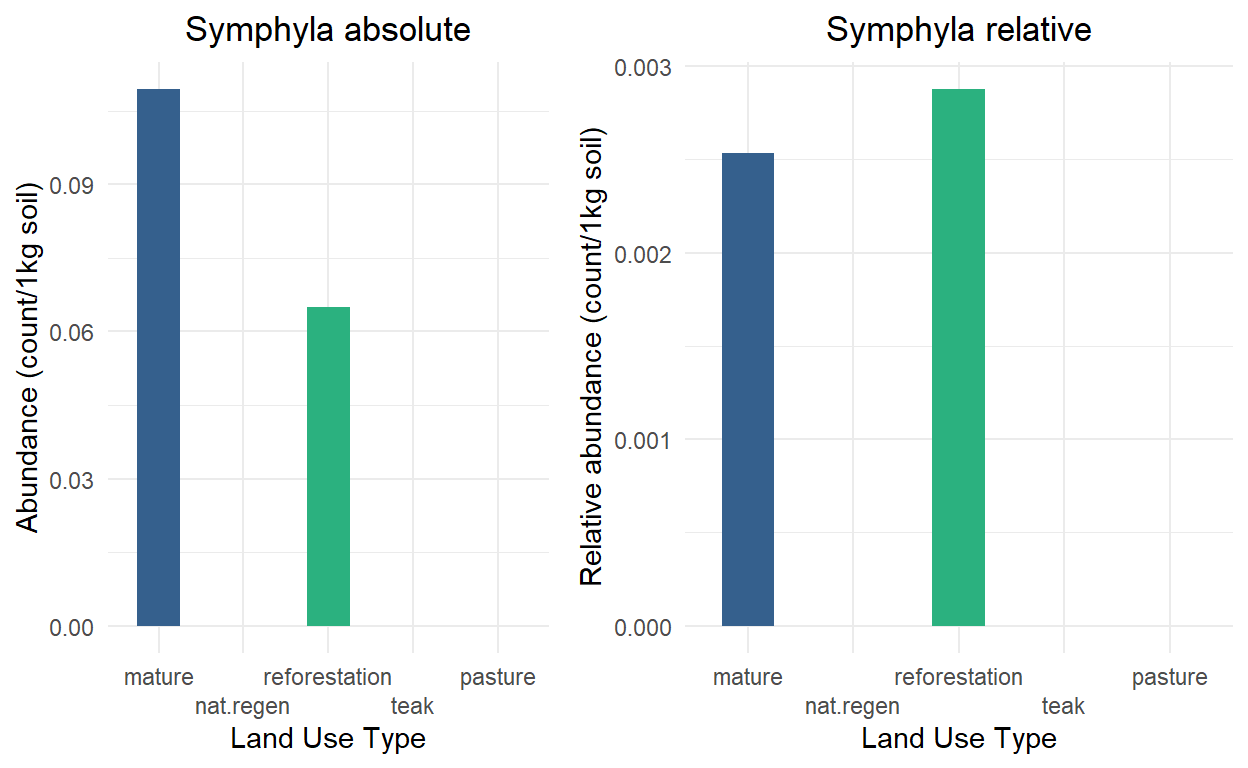 Symphyla absolute
Abundance (count/1kg soil)
0.09
0.06
0.03
0.00
mature
nat.regen
reforestation
teak
pasture
Land Use Type
Symphyla relative
Relative abundance (count/1kg soil)
0.003
0.002
0.001
0.000
mature
nat.regen
reforestation
teak
pasture
Land Use Type